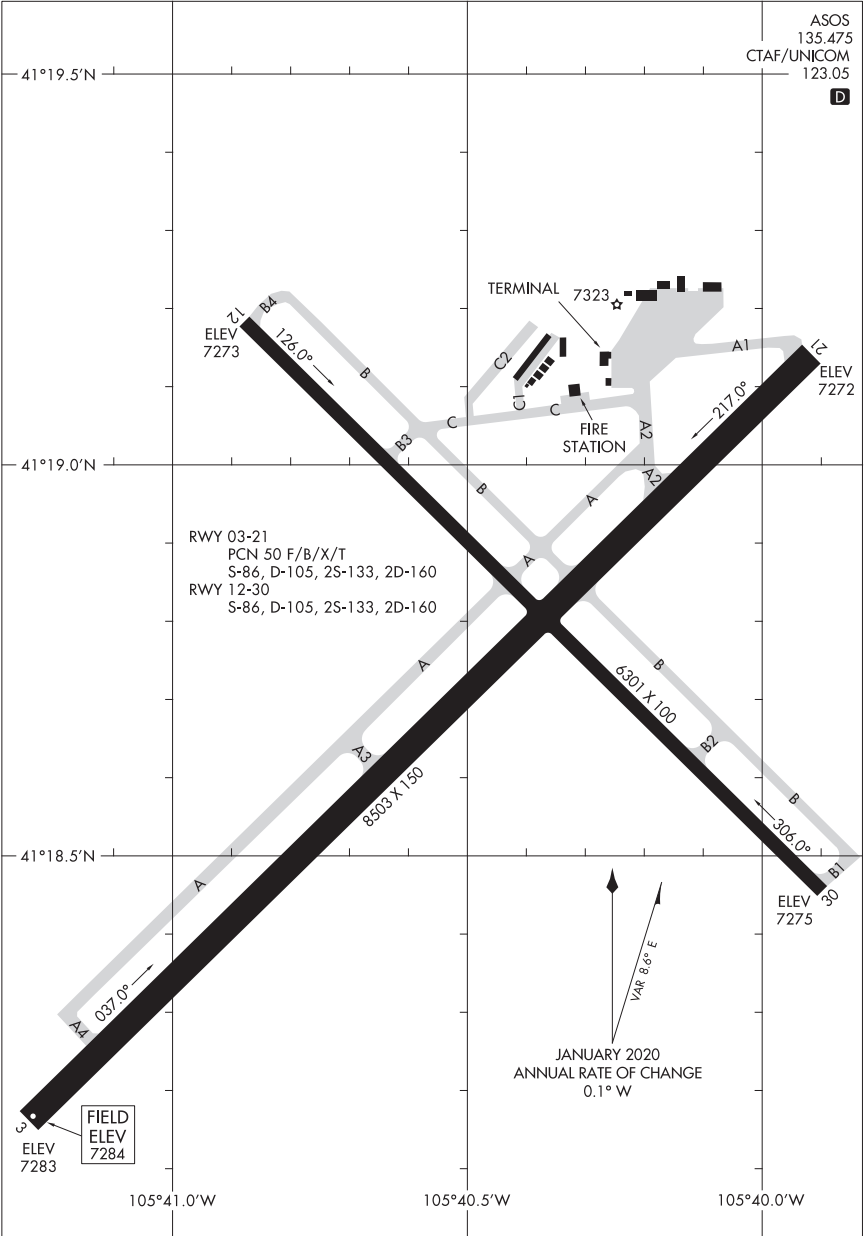 ASOS
135.475
CTAF/UNICOM
123.05
D
41°19.5'N
TERMINAL
7323
12
B4
ELEV
7273
126.0°
B
C2
C1
C
C
A1
21
ELEV
7272
217.0°
FIRE
STATION
A2
A2
B3
41°19.0'N
B
A
A
RWY 03-21
PCN 50 F/B/X/T
S-86, D-105, 2S-133, 2D-160
RWY 12-30
S-86, D-105, 2S-133, 2D-160
A
B
6301 X 100
A3
8503 X 150
B2
B
306.0°
41°18.5'N
A
B1
30
ELEV
7275
VAR 8.6° E
037.0°
A4
JANUARY 2020
ANNUAL RATE OF CHANGE
0.1° W
3
FIELD
ELEV
7284
ELEV
7283
105°41.0'W
105°40.5'W
105°40.0'W